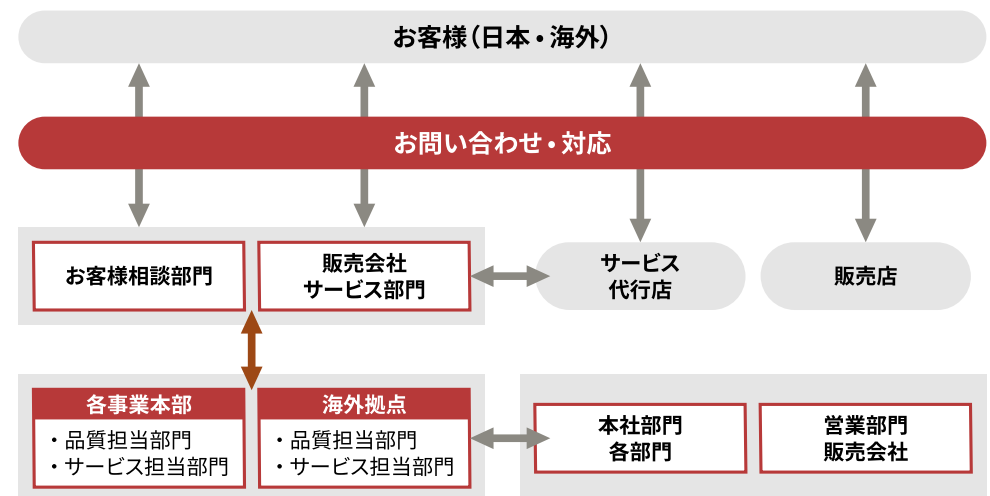 お客様（日本・海外）
お問い合わせ・対応
お客様相談部門
販売会社
サービス部門
サービス
代行店
販売店
各事業本部
・品質担当部門
・サービス担当部門
海外拠点
・品質担当部門
・サービス担当部門
本社部門
各部門
営業部門
販売会社